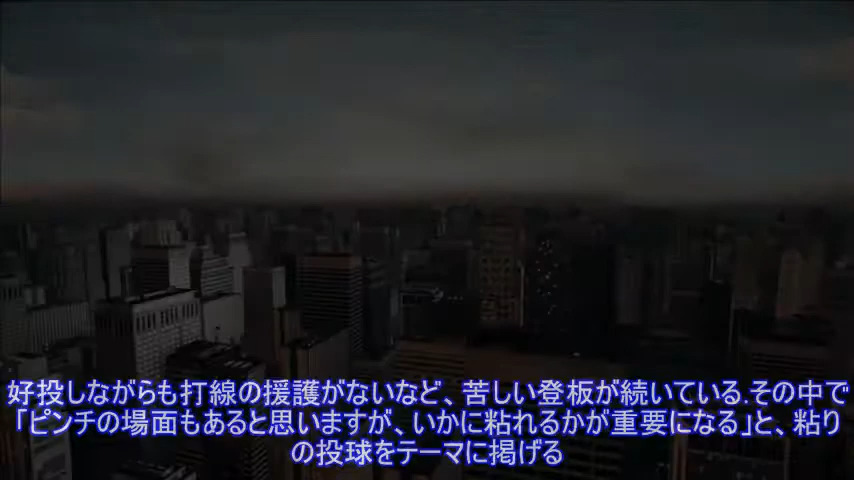 好投しながらも打線の援護がないなど、苦しい登板が続いている.その中で
「ピンチの場面もあると思いますが、いかに粘れるかが重要になる」と、粘り
の投球をテーマに掲げる